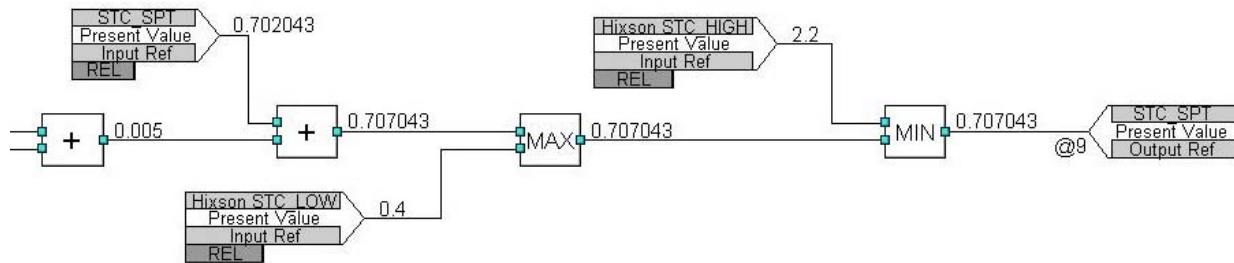 STC_SPT
Present Value
Input Ref
REL
0.702043
Hixson STC_HIGH
Present Value
Input Ref
REL
2.2
+
0.005
+
0.707043
MAX
0.707043
MIN
0.707043
@9
STC_SPT
Present Value
Output Ref
Hixson STC_LOW
Present Value
Input Ref
REL
0.4